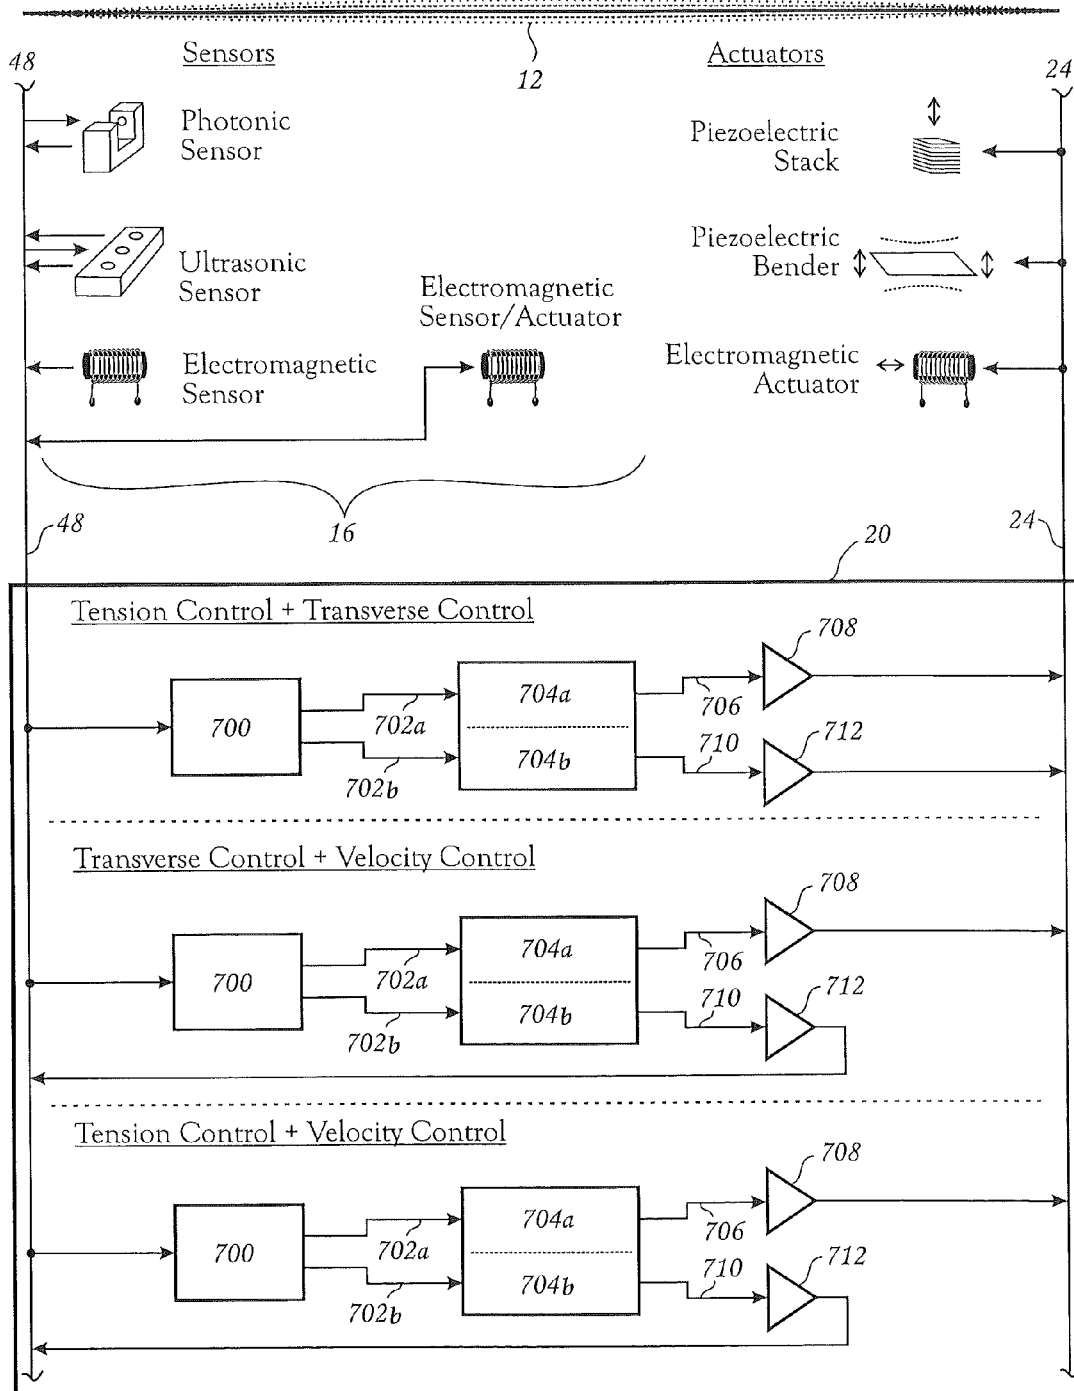 48
Sensors
12
Actuators
24
Photonic
Sensor
Piezoelectric
Stack
Ultrasonic
Sensor
Electromagnetic
Sensor/Actuator
Piezoelectric
Bender
Electromagnetic
Sensor
Electromagnetic
Actuator
48
16
24
20
Tension Control + Transverse Control
700
702a
702b
704a
704b
706
708
710
712
Transverse Control + Velocity Control
700
702a
702b
704a
704b
706
708
710
712
Tension Control + Velocity Control
700
702a
702b
704a
704b
706
708
710
712